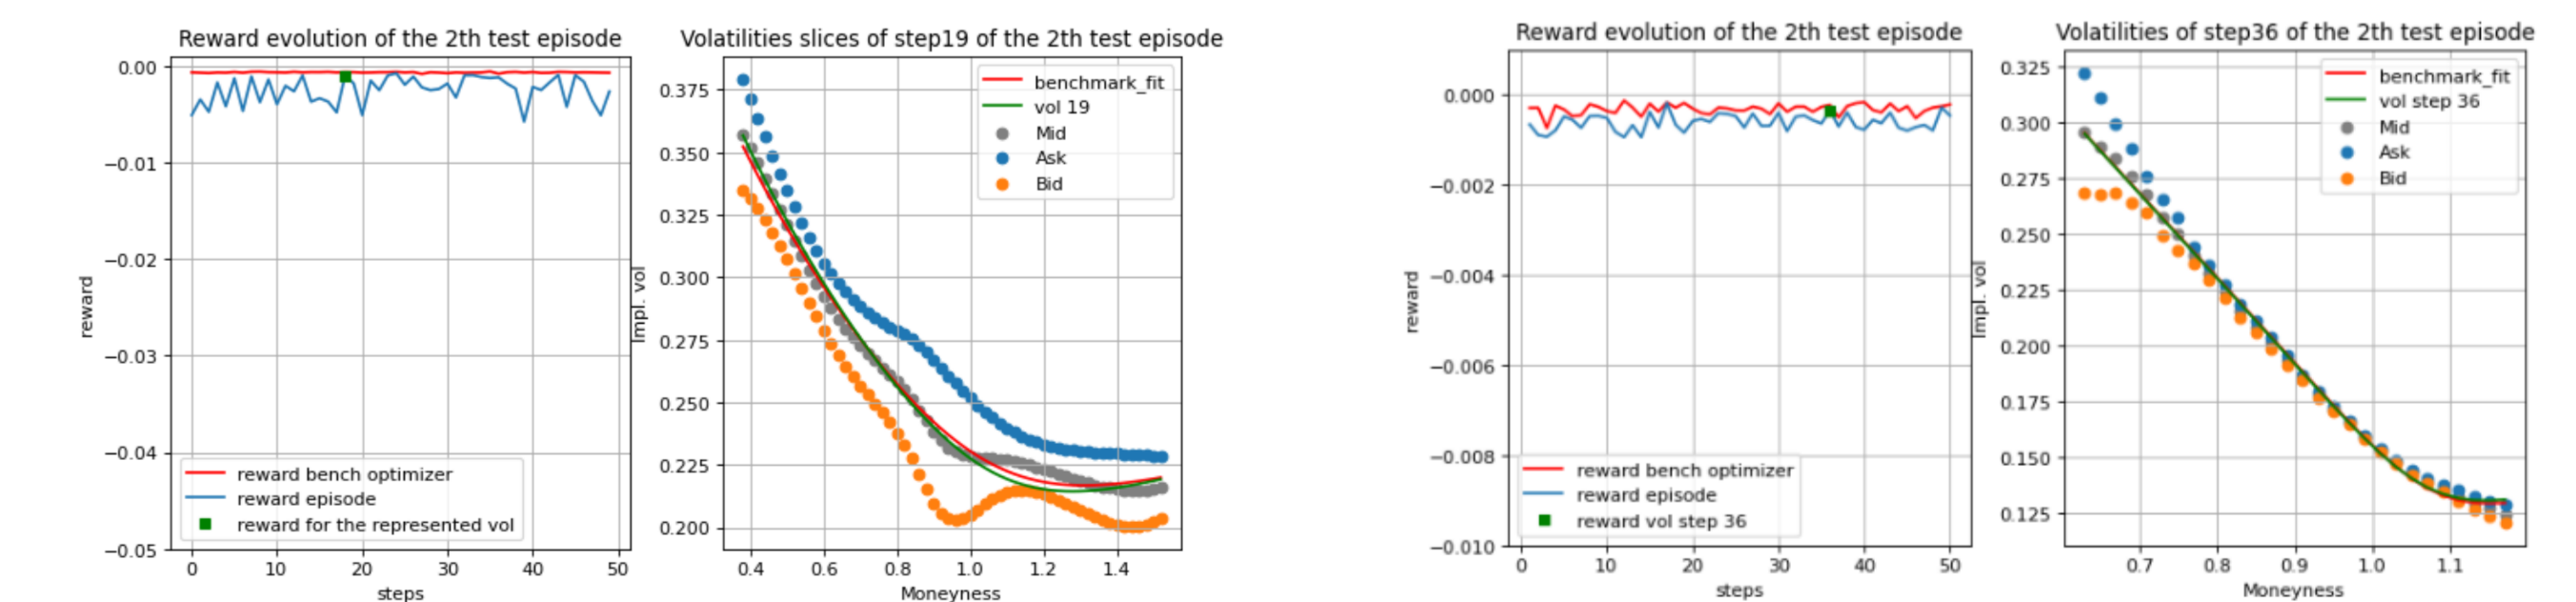 Reward evolution of the 2th test episode
0.00
−0.01
−0.02
−0.03
−0.04
−0.05
reward
0 10 20 30 40 50
steps
reward bench optimizer
reward episode
reward for the represented vol
Volatilities slices of step19 of the 2th test episode
0.375
0.350
0.325
0.300
0.275
0.250
0.225
0.200
Impl. vol
0.4 0.6 0.8 1.0 1.2 1.4
Moneyness
benchmark_fit
vol 19
Mid
Ask
Bid
Reward evolution of the 2th test episode
0.000
−0.002
−0.004
−0.006
−0.008
−0.010
reward
0 10 20 30 40 50
steps
reward bench optimizer
reward episode
reward vol step 36
Volatilities of step36 of the 2th test episode
0.325
0.300
0.275
0.250
0.225
0.200
0.175
0.150
0.125
Impl. vol
0.7 0.8 0.9 1.0 1.1
Moneyness
benchmark_fit
vol step 36
Mid
Ask
Bid